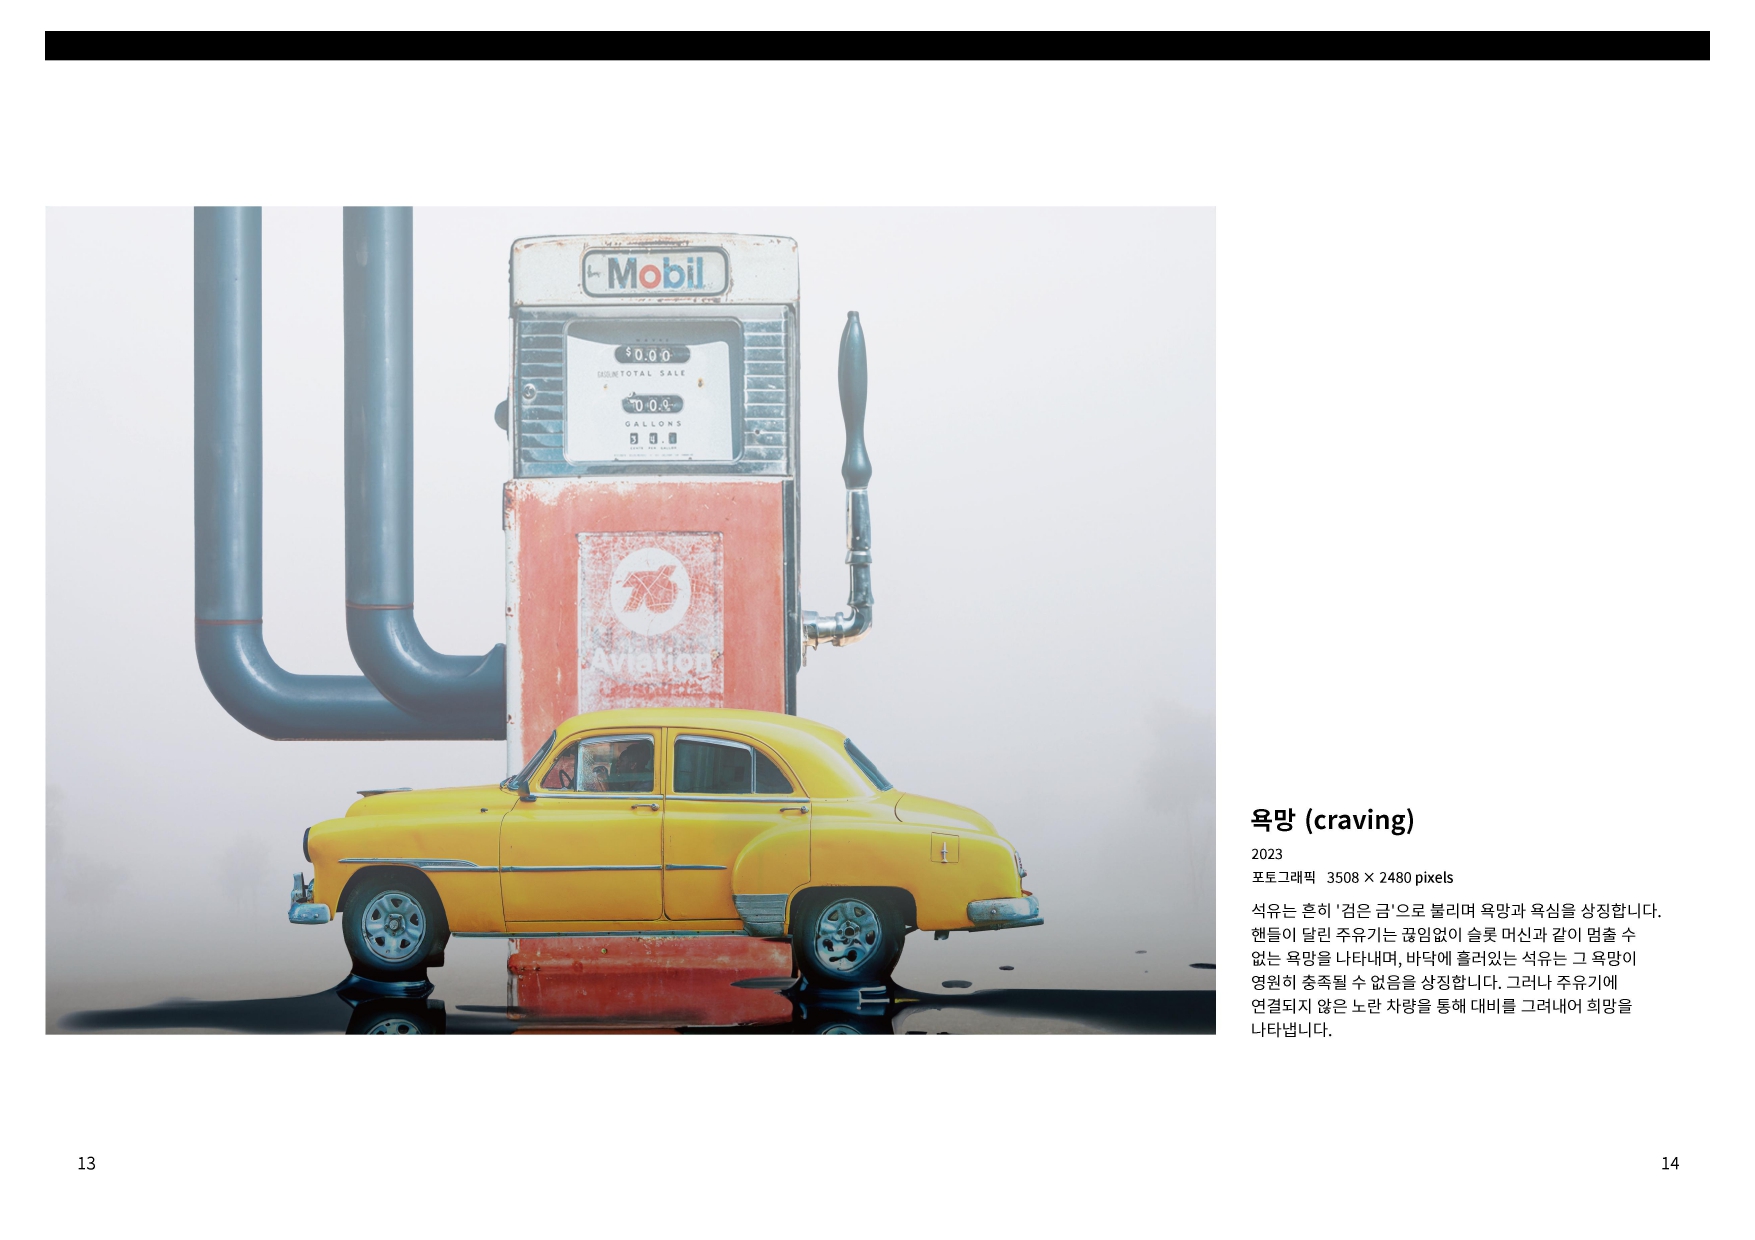 Mobil
$0.00
TOTAL SALE
00.0
GALLONS
76
Aviation
욕망 (craving)
2023
포토그래픽 3508 × 2480 pixels
석유는 흔히 '검은 금'으로 불리며 욕망과 욕심을 상징합니다.
핸들이 달린 주유기는 끊임없이 슬롯 머신과 같이 멈출 수
없는 욕망을 나타내며, 바닥에 흘러있는 석유는 그 욕망이
영원히 충족될 수 없음을 상징합니다. 그러나 주유기에
연결되지 않은 노란 차량을 통해 대비를 그려내어 희망을
나타냅니다.
13
14